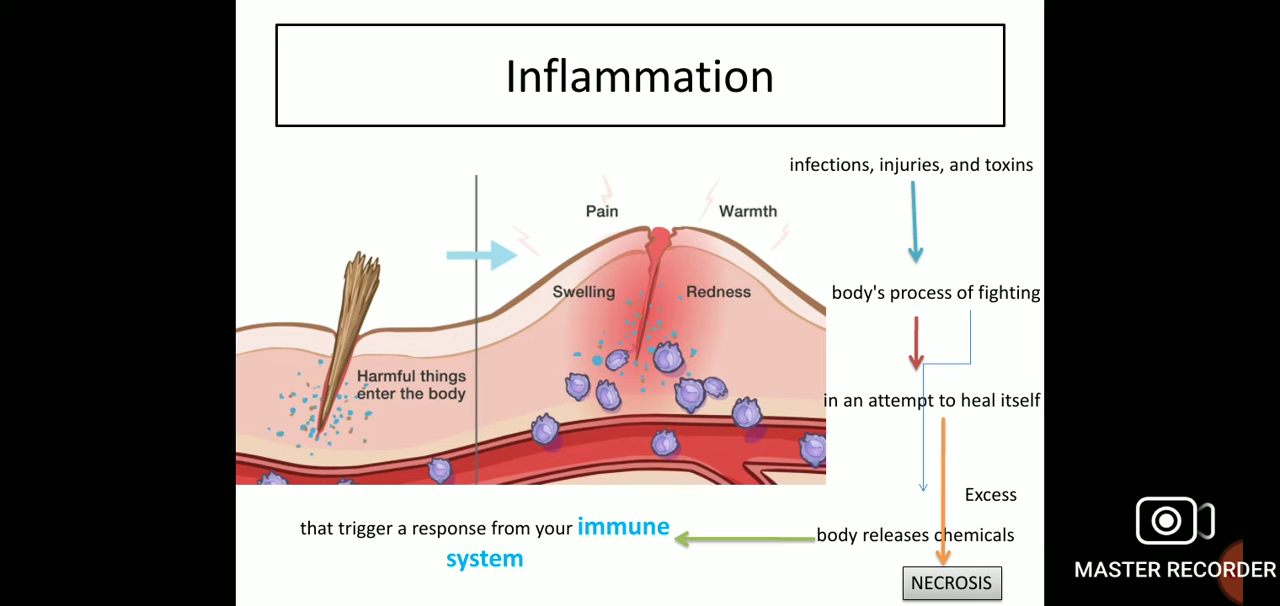 Inflammation
infections, injuries, and toxins
Pain
Warmth
Swelling
Redness
body's process of fighting
Harmful things
enter the body
in an attempt to heal itself
Excess
that trigger a response from your immune
system
body releases chemicals
NECROSIS
MASTER RECORDER